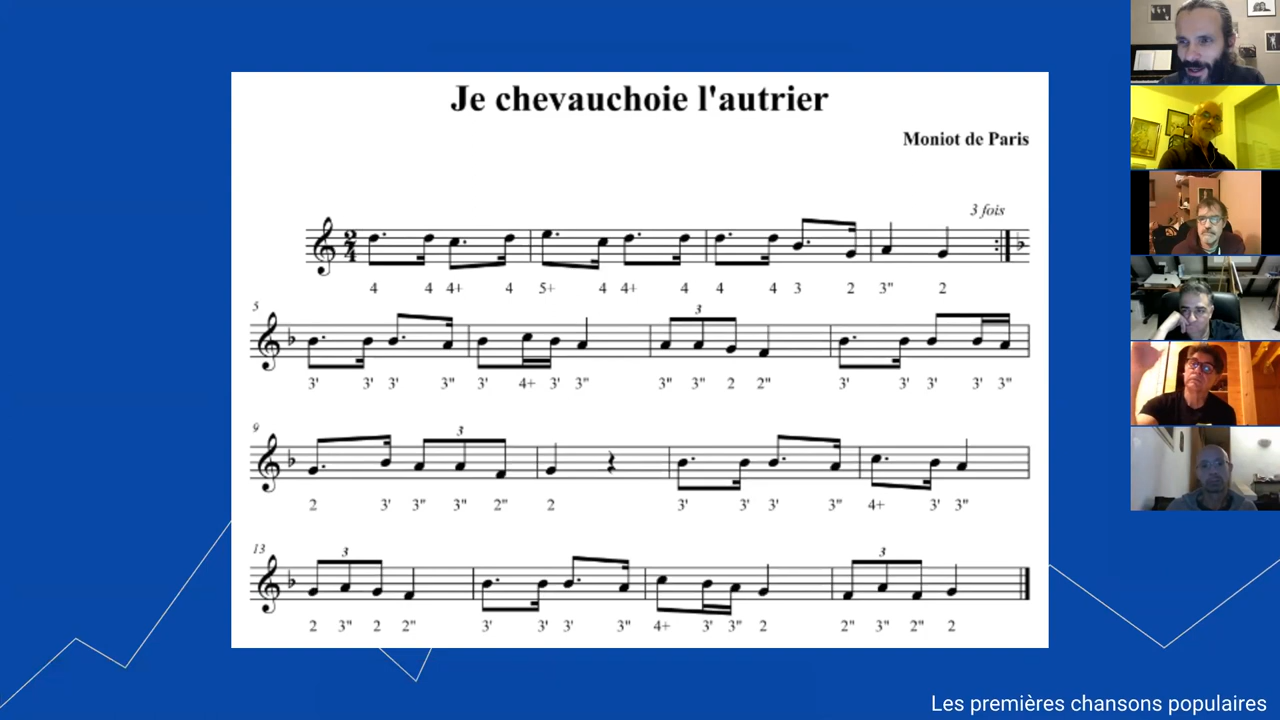 Je chevauchoie l'autrier
Moniot de Paris
3 fois
2
4
4 4 4+ 4 5+ 4 4+ 4 4 4 3 2 3" 2
5
3
3' 3' 3' 3" 3' 4+ 3' 3" 3" 3" 2 2" 3' 3' 3' 3' 3"
9
3
2 3' 3" 3" 2" 2 3' 3' 3' 3" 4+ 3' 3"
13
3 3
2 3" 2 2" 3' 3' 3' 3" 4+ 3' 3" 2 2" 3" 2" 2
Les premières chansons populaires